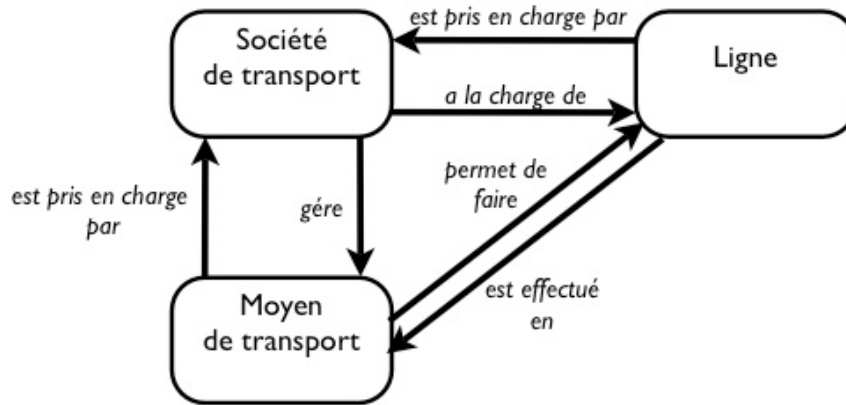 est pris en charge par
Société
de transport
Ligne
a la charge de
est pris en charge
par
gére
permet de
faire
est effectué
en
Moyen
de transport